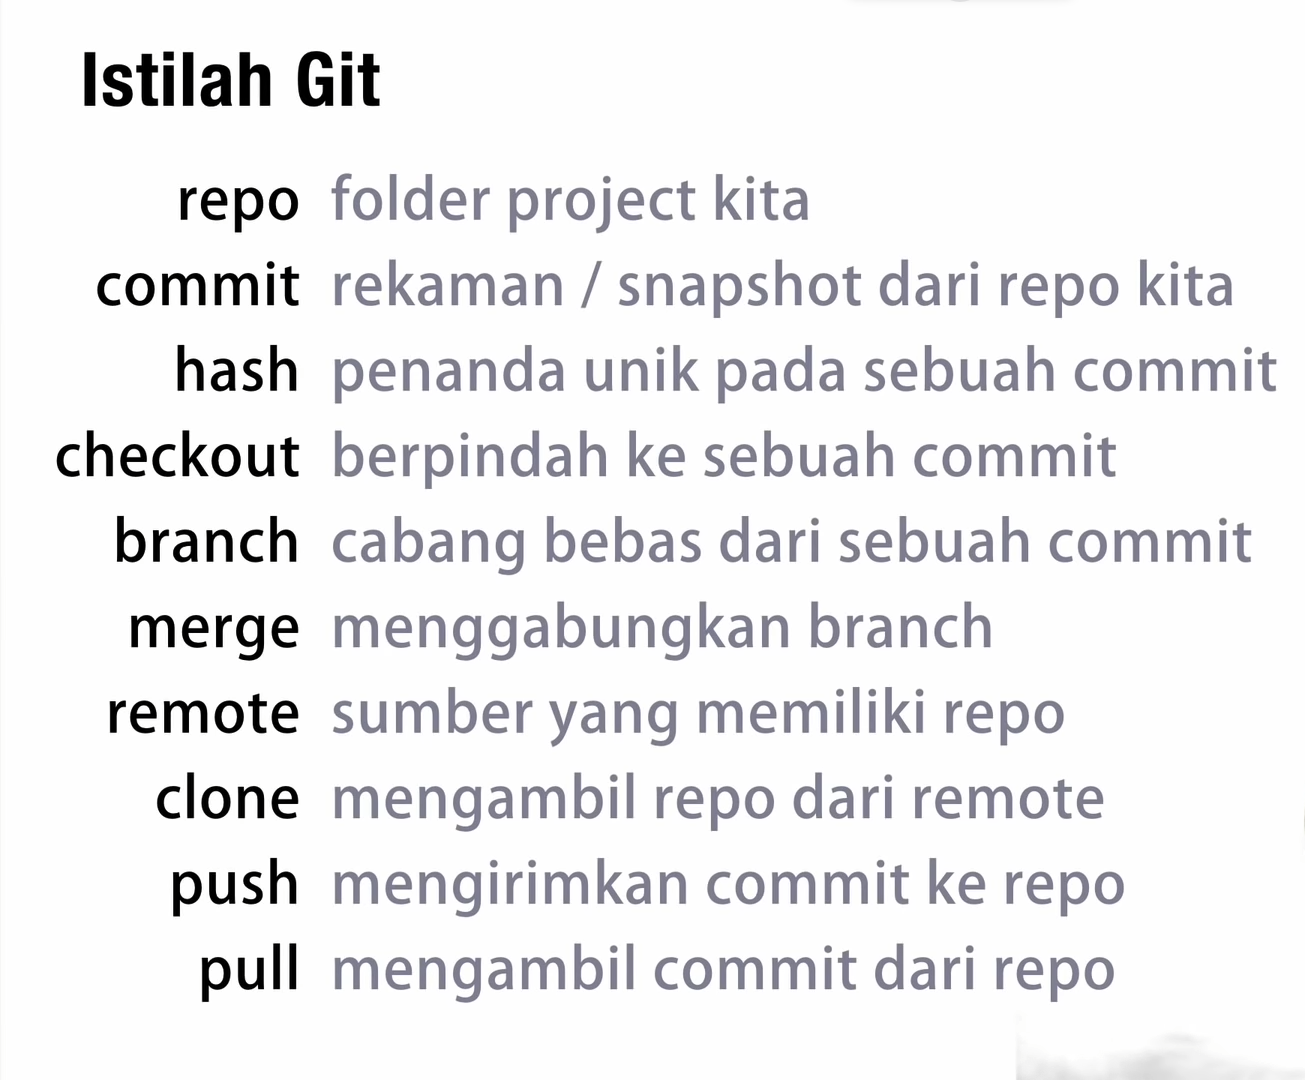 Istilah Git
repo folder project kita
commit rekaman / snapshot dari repo kita
hash penanda unik pada sebuah commit
checkout berpindah ke sebuah commit
branch cabang bebas dari sebuah commit
merge menggabungkan branch
remote sumber yang memiliki repo
clone mengambil repo dari remote
push mengirimkan commit ke repo
pull mengambil commit dari repo